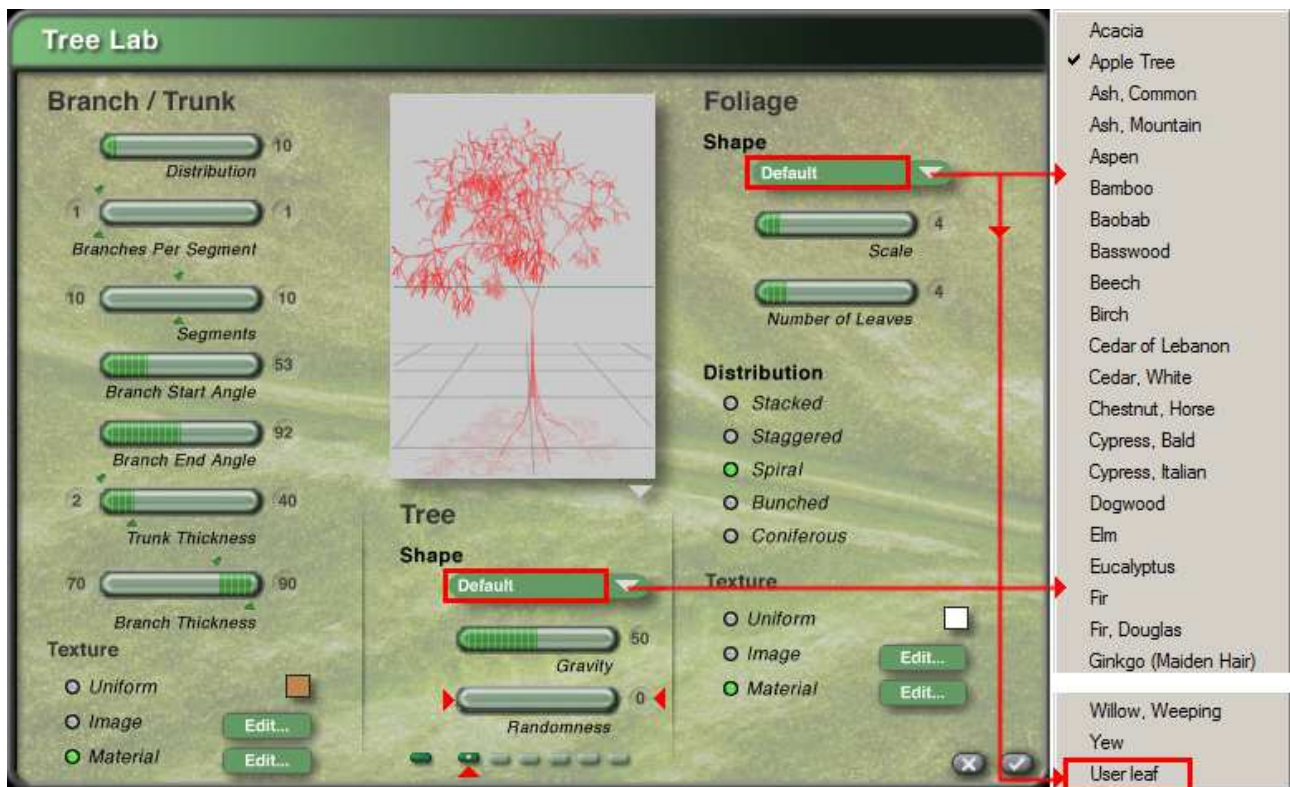 Tree Lab
Branch / Trunk
10
Distribution
1 1
Branches Per Segment
10 10
Segments
53
Branch Start Angle
92
Branch End Angle
2 40
Trunk Thickness
70 90
Branch Thickness
Texture
Uniform
Image Edit...
Material Edit...
Tree
Shape
Default
50
Gravity
0
Randomness
Foliage
Shape
Default
4
Scale
4
Number of Leaves
Distribution
Stacked
Staggered
Spiral
Bunched
Coniferous
Texture
Uniform
Image Edit...
Material Edit...
Acacia
Apple Tree
Ash, Common
Ash, Mountain
Aspen
Bamboo
Baobab
Basswood
Beech
Birch
Cedar of Lebanon
Cedar, White
Chestnut, Horse
Cypress, Bald
Cypress, Italian
Dogwood
Elm
Eucalyptus
Fir
Fir, Douglas
Ginkgo (Maiden Hair)
Willow, Weeping
Yew
User leaf